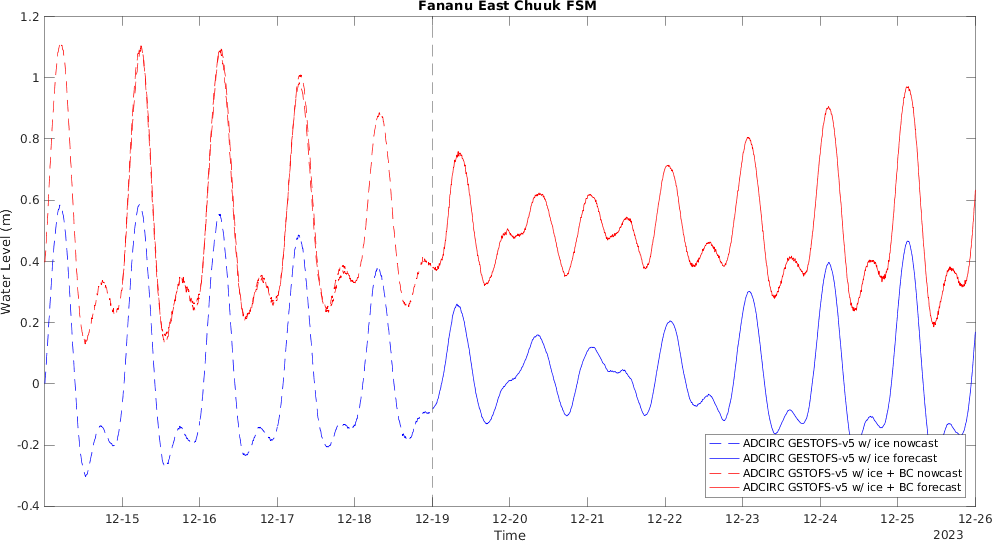 Fananu East Chuuk FSM
1.2
1
0.8
0.6
0.4
0.2
0
-0.2
-0.4
Water Level (m)
ADCIRC GESTOFS-v5 w/ ice nowcast
ADCIRC GESTOFS-v5 w/ ice forecast
ADCIRC GSTOFS-v5 w/ ice + BC nowcast
ADCIRC GSTOFS-v5 w/ ice + BC forecast
12-15 12-16 12-17 12-18 12-19 12-20 12-21 12-22 12-23 12-24 12-25 12-26
Time
2023